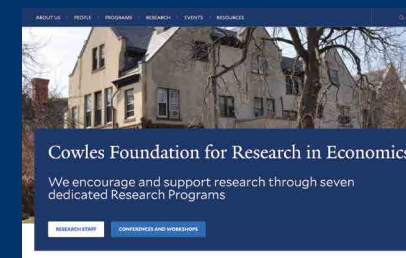 ABOUT US PEOPLE PROGRAMS RESEARCH EVENTS RESOURCES
Cowles Foundation for Research in Economics
We encourage and support research through seven
dedicated Research Programs
RESEARCH STAFF CONFERENCES AND WORKSHOPS